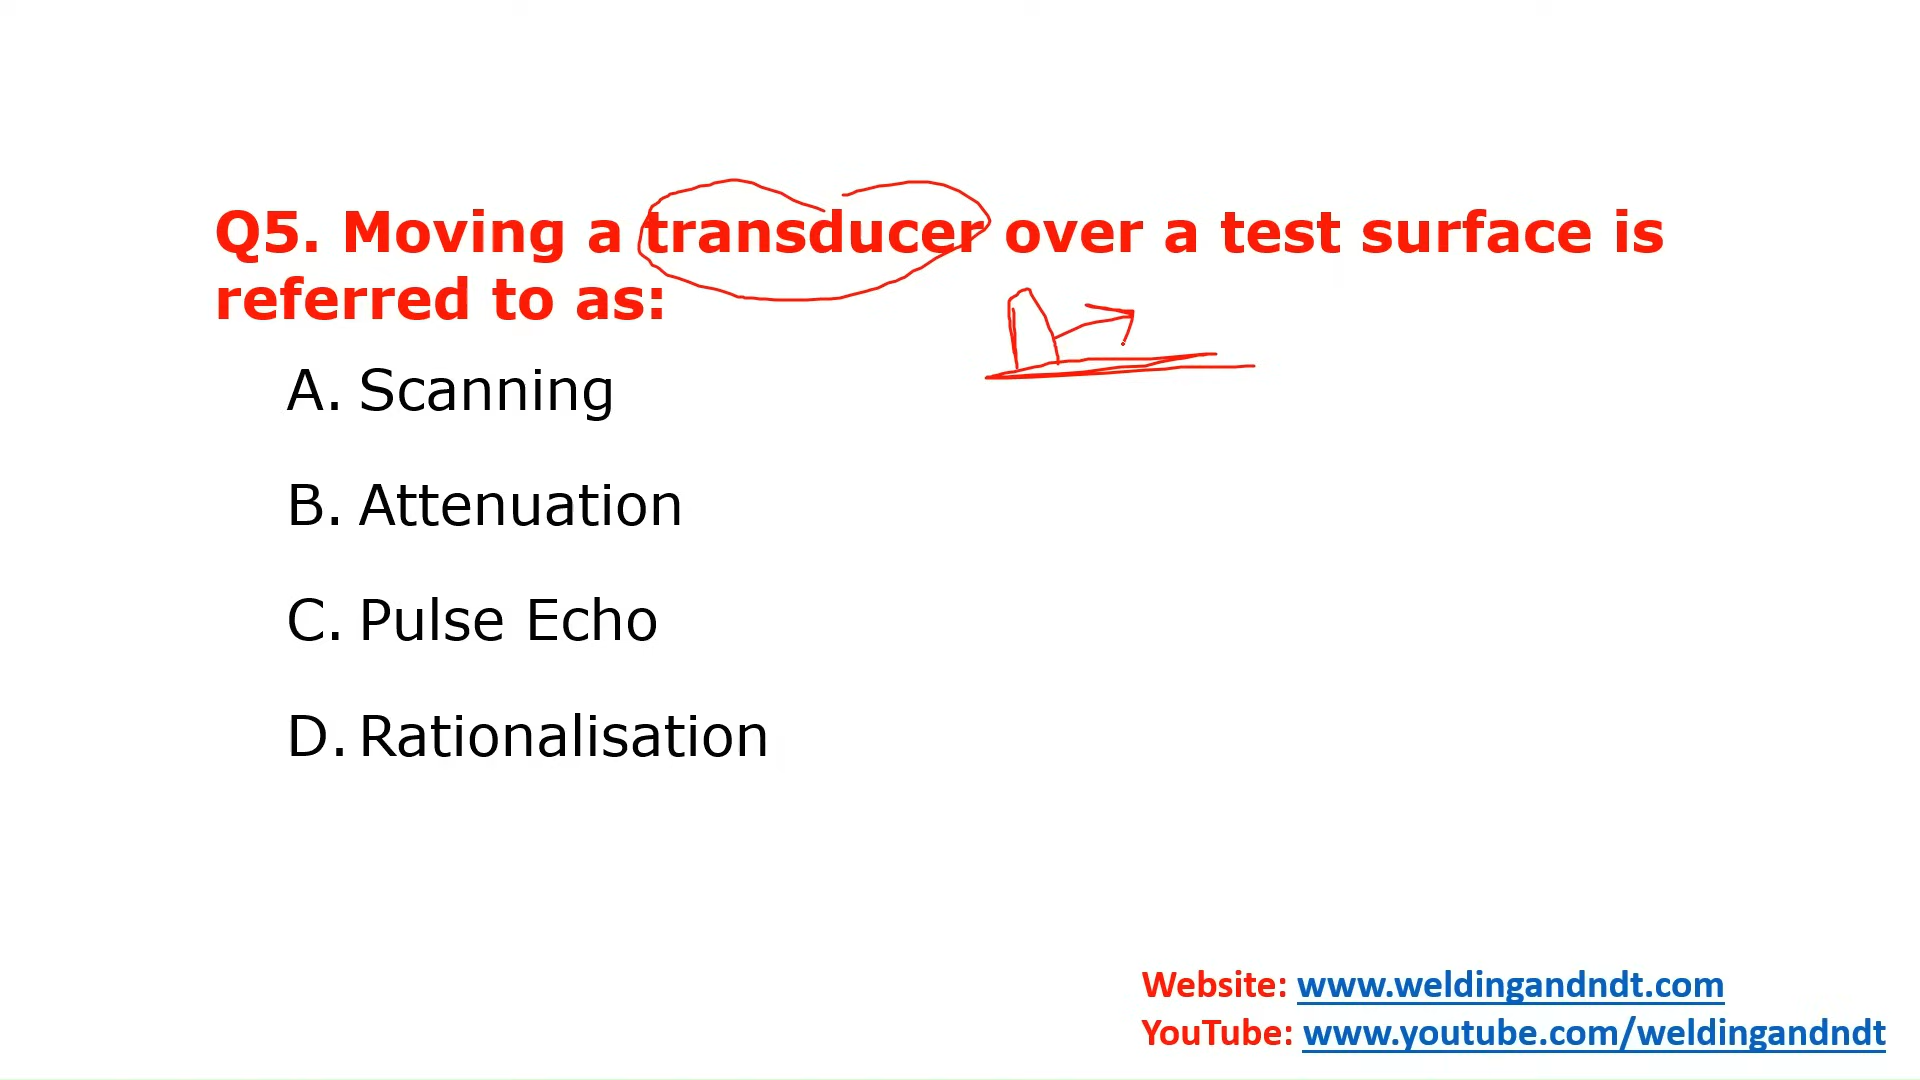 Q5. Moving a transducer over a test surface is
referred to as:
A. Scanning
B. Attenuation
C. Pulse Echo
D. Rationalisation
Website: www.weldingandndt.com
YouTube: www.youtube.com/weldingandndt